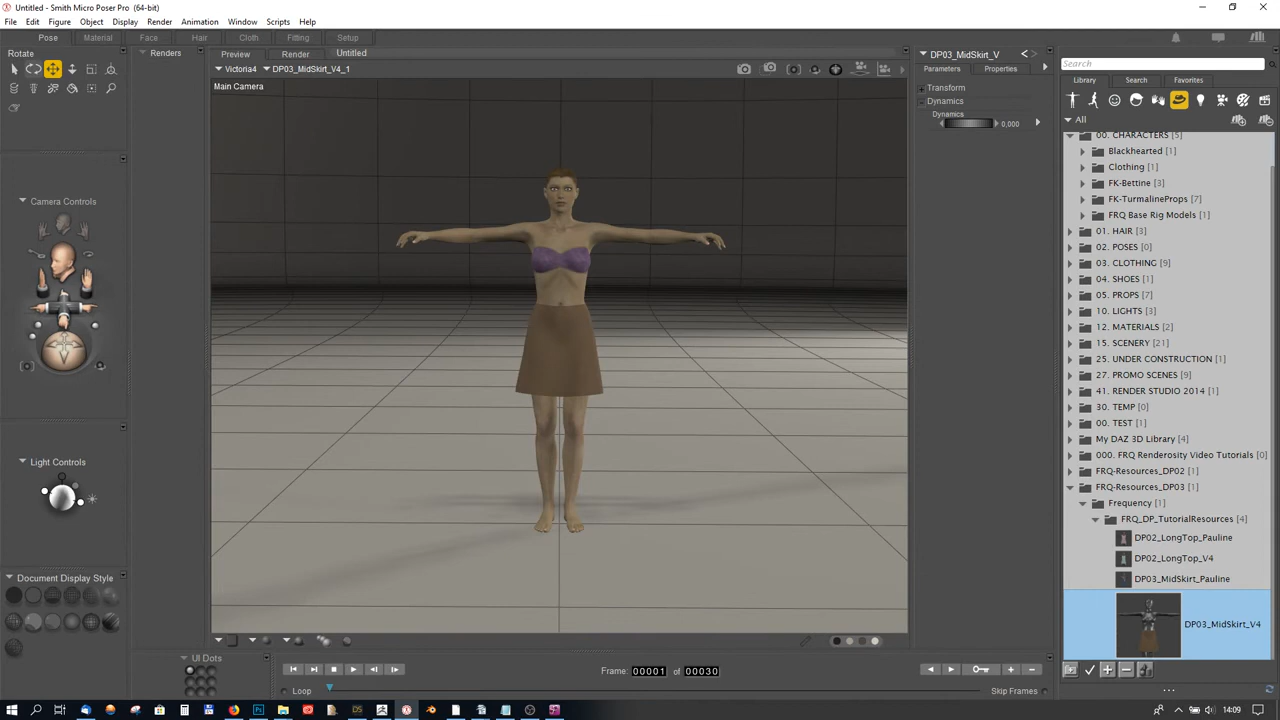 Untitled - Smith Micro Poser Pro (64-bit)
File Edit Figure Object Display Render Animation Window Scripts Help
Pose Material Face Hair Cloth Fitting Setup
Rotate
Renders
Preview Render Untitled
Victoria4 DP03_MidSkirt_V4_1
Main Camera
DP03_MidSkirt_V
Parameters Properties
Transform
Dynamics
Dynamics
0,000
Search
Library Search Favorites
All
00. CHARACTERS [5]
Blackhearted [1]
Clothing [1]
FK-Bettine [3]
FK-TurmalineProps [7]
FRQ Base Rig Models [1]
01. HAIR [3]
02. POSES [0]
03. CLOTHING [9]
04. SHOES [1]
05. PROPS [7]
10. LIGHTS [3]
12. MATERIALS [2]
15. SCENERY [21]
25. UNDER CONSTRUCTION [1]
27. PROMO SCENES [9]
41. RENDER STUDIO 2014 [1]
30. TEMP [0]
00. TEST [1]
My DAZ 3D Library [4]
000. FRQ Renderosity Video Tutorials [0]
FRQ-Resources_DP02 [1]
FRQ-Resources_DP03 [1]
Frequency [1]
FRQ_DP_TutorialResources [4]
DP02_LongTop_Pauline
DP02_LongTop_V4
DP03_MidSkirt_Pauline
DP03_MidSkirt_V4
Camera Controls
Light Controls
Document Display Style
UI Dots
Frame: 00001 of 00030
Loop
Skip Frames
14:09